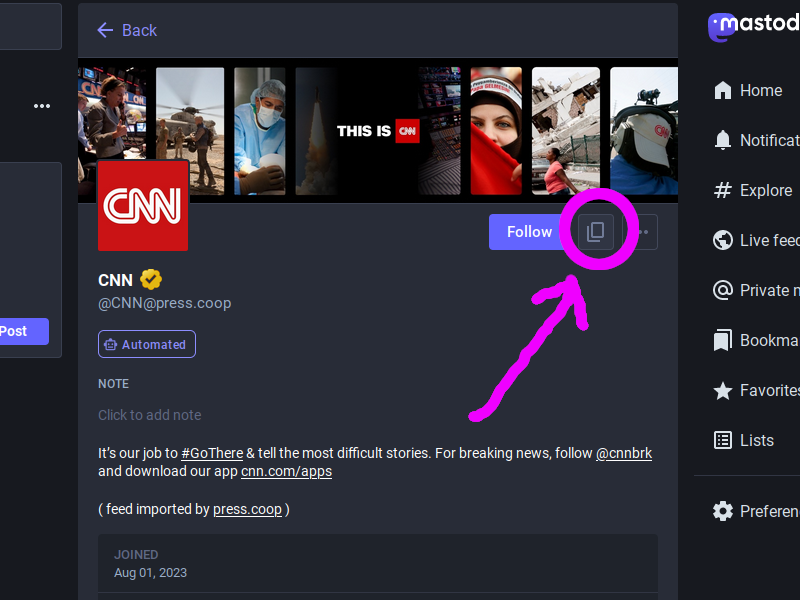 Back
mastod
THIS IS CNN
CNN
Follow
CNN
@CNN@press.coop
Automated
NOTE
Click to add note
It's our job to #GoThere & tell the most difficult stories. For breaking news, follow @cnnbrk
and download our app cnn.com/apps
( feed imported by press.coop )
JOINED
Aug 01, 2023
Post
Home
Notificat
Explore
Live feed
Private m
Bookma
Favorites
Lists
Preferen